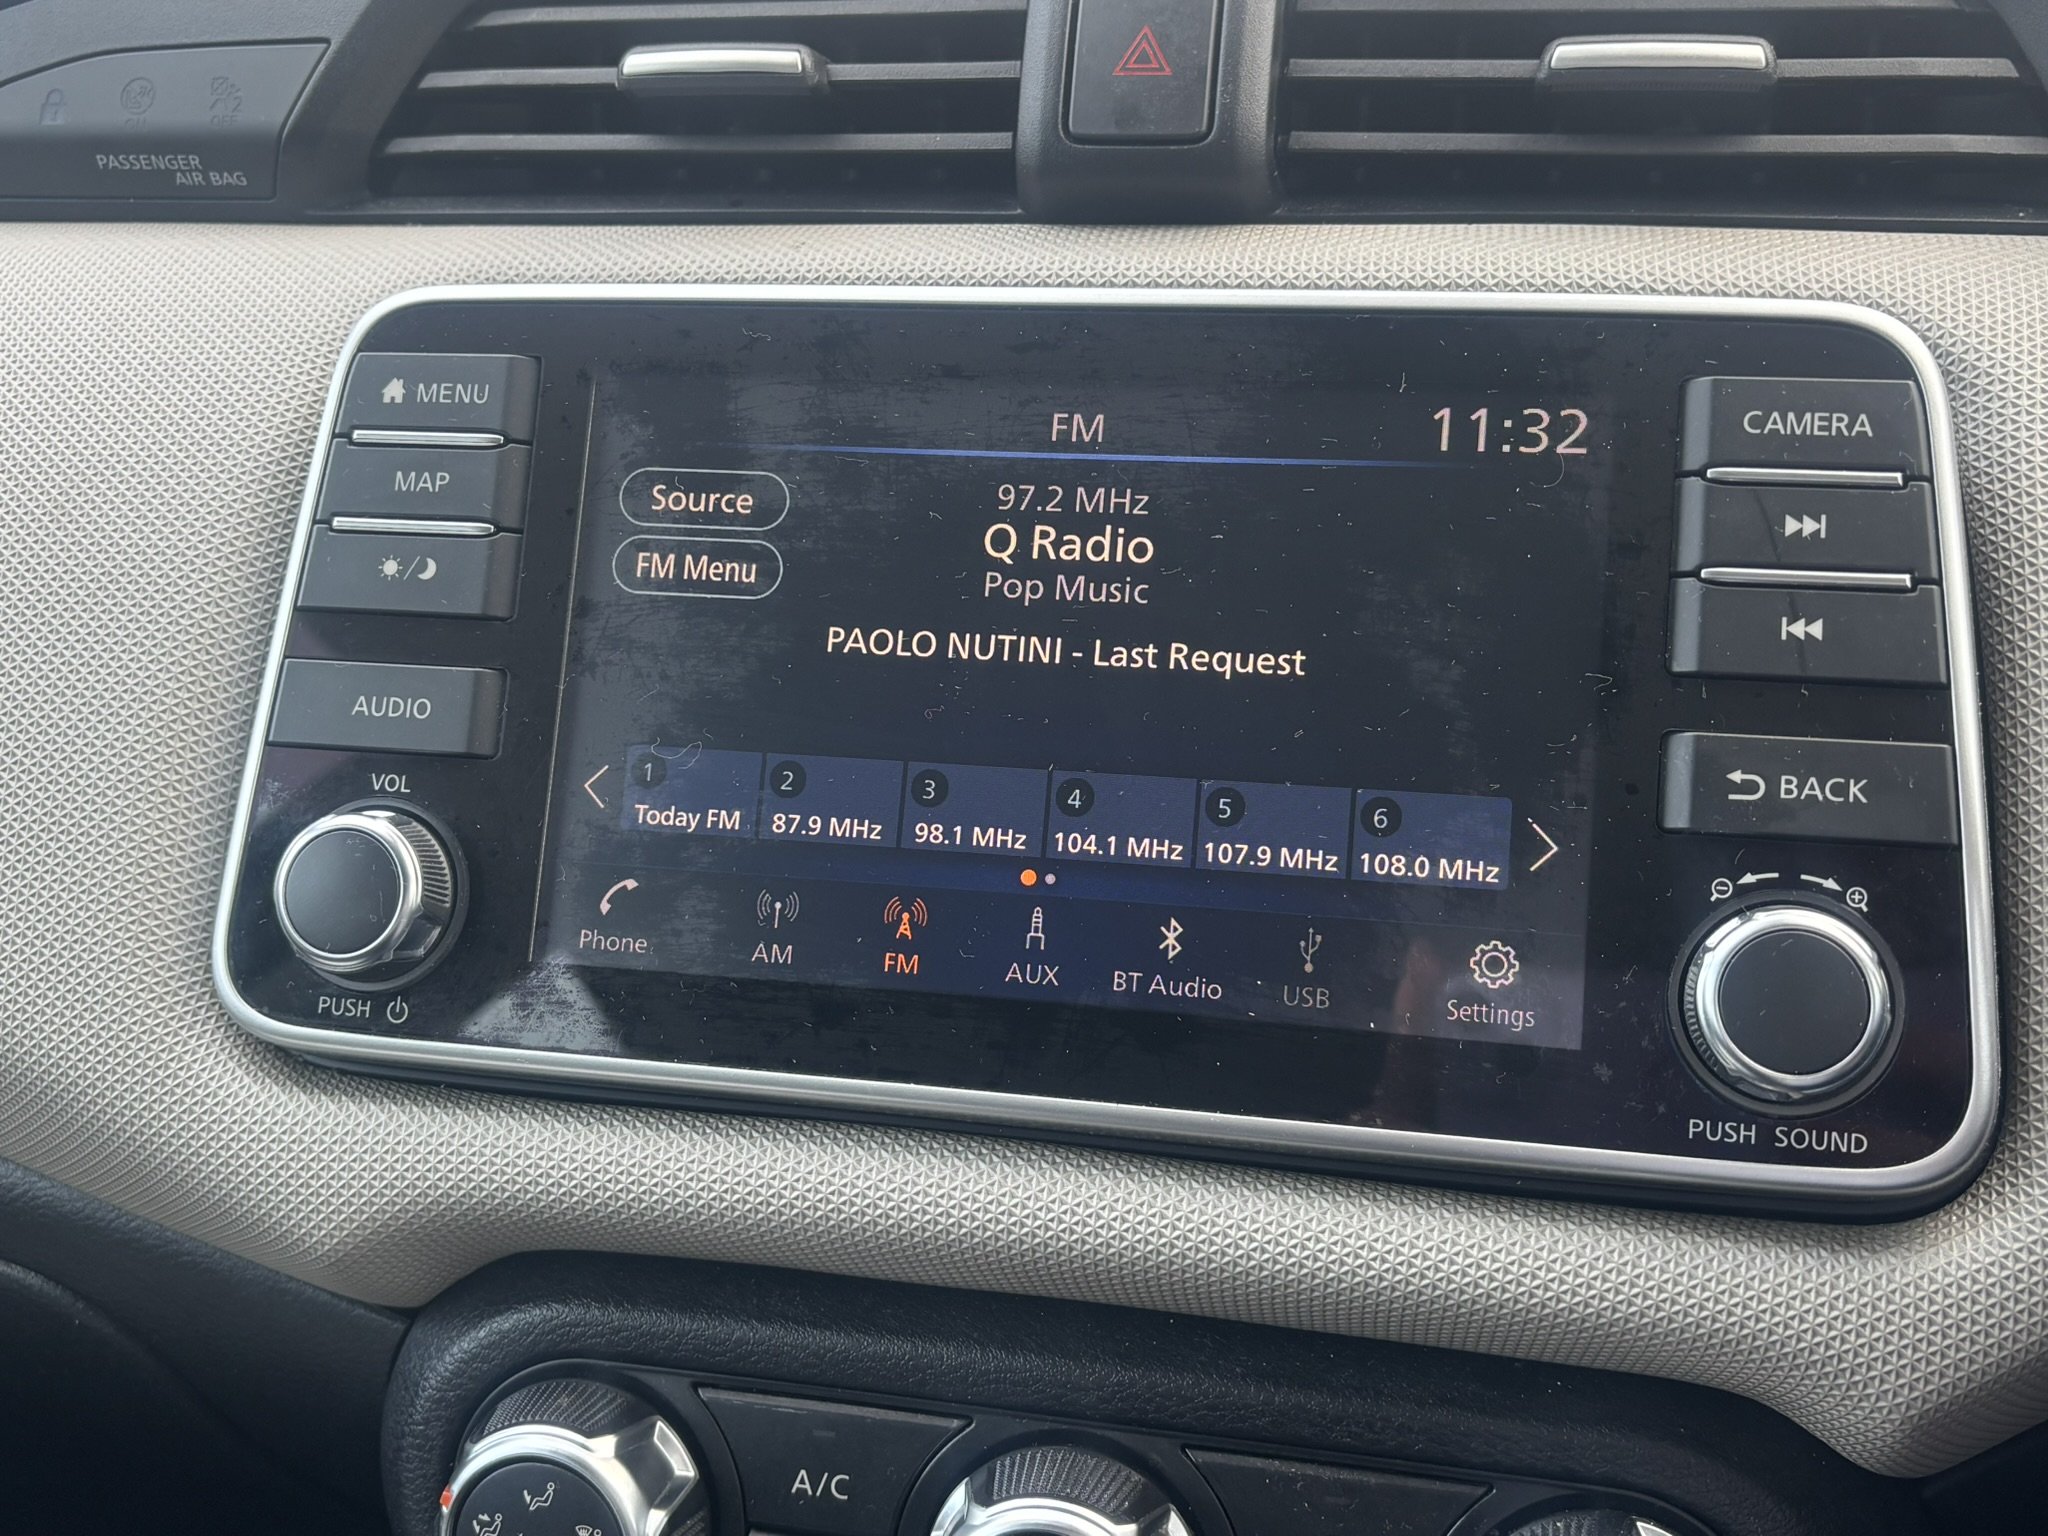 PASSENGER
AIR BAG
MENU
MAP
AUDIO
VOL
PUSH
FM
11:32
Source
FM Menu
97.2 MHz
Q Radio
Pop Music
PAOLO NUTINI - Last Request
1
Today FM
2
87.9 MHz
3
98.1 MHz
4
104.1 MHz
5
107.9 MHz
6
108.0 MHz
Phone
AM
FM
AUX
BT Audio
USB
Settings
CAMERA
BACK
PUSH SOUND
A/C